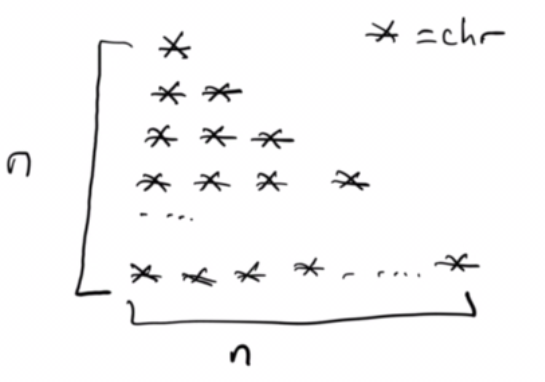 * * = chr
* *
* * *
* * * *
- ...
n
* * * * - .... *
n